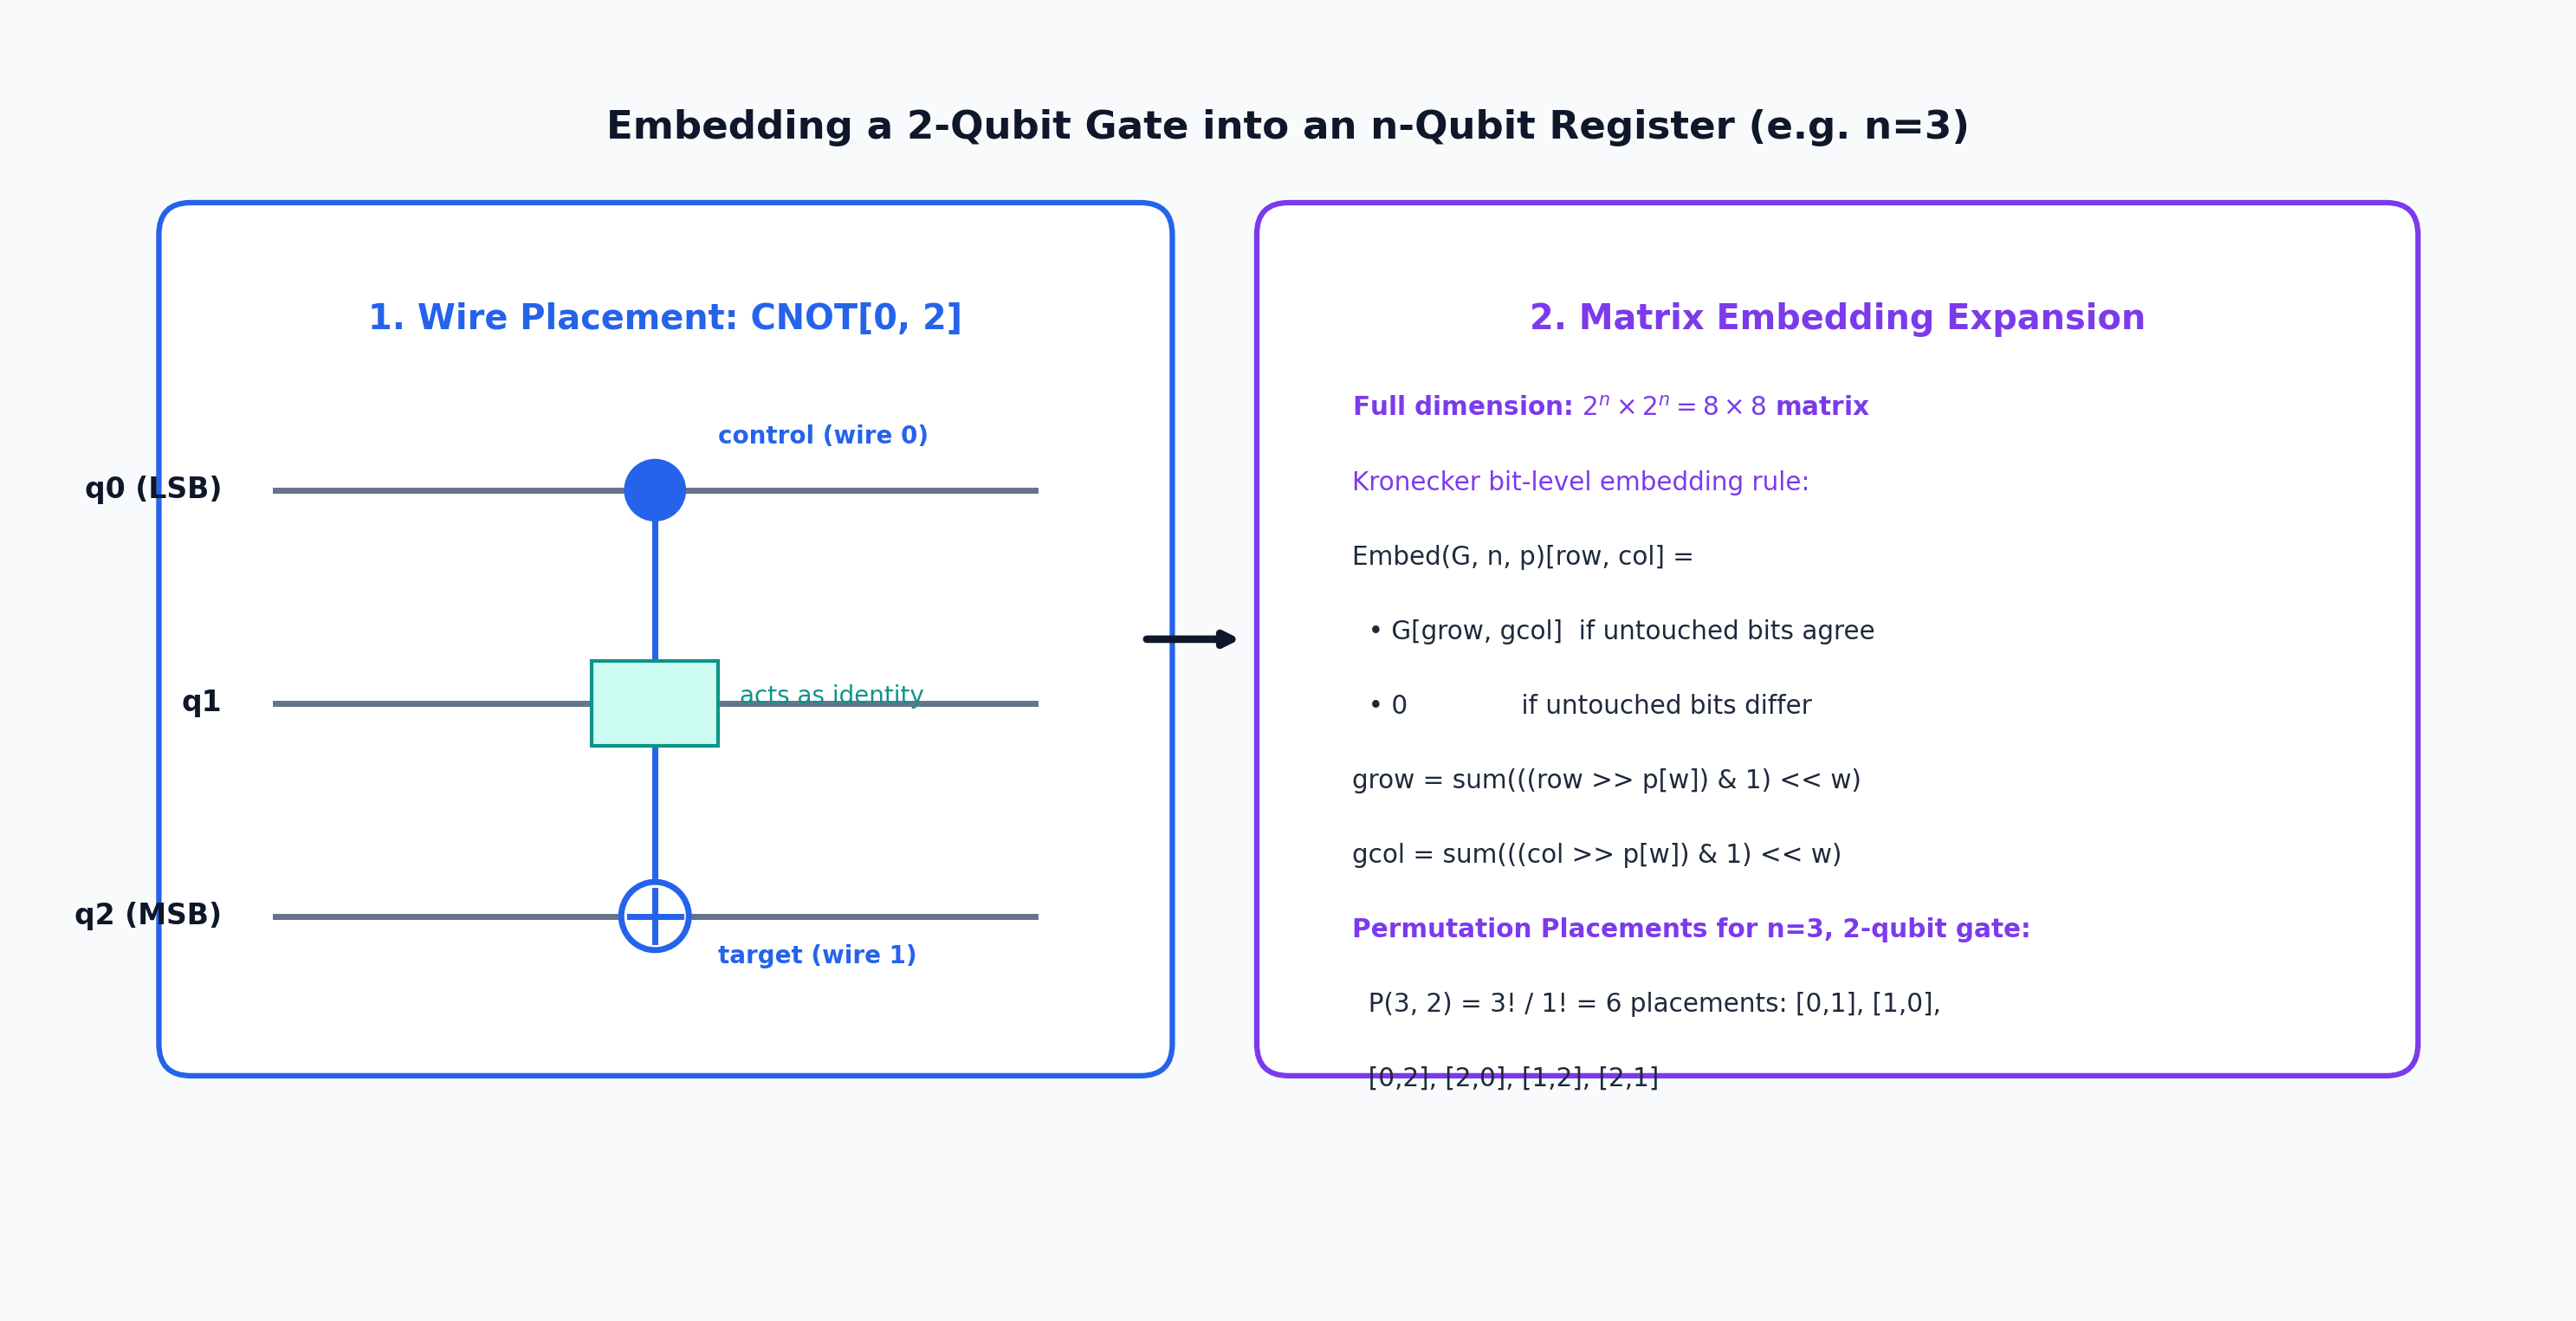 Embedding a 2-Qubit Gate into an n-Qubit Register (e.g. n=3)
1. Wire Placement: CNOT[0, 2]
control (wire 0)
q0 (LSB)
q1
acts as identity
q2 (MSB)
target (wire 1)
2. Matrix Embedding Expansion
Full dimension: 2ⁿ × 2ⁿ = 8 × 8 matrix
Kronecker bit-level embedding rule:
Embed(G, n, p)[row, col] =
• G[grow, gcol]  if untouched bits agree
• 0              if untouched bits differ
grow = sum(((row >> p[w]) & 1) << w)
gcol = sum(((col >> p[w]) & 1) << w)
Permutation Placements for n=3, 2-qubit gate:
P(3, 2) = 3! / 1! = 6 placements: [0,1], [1,0],
[0,2], [2,0], [1,2], [2,1]